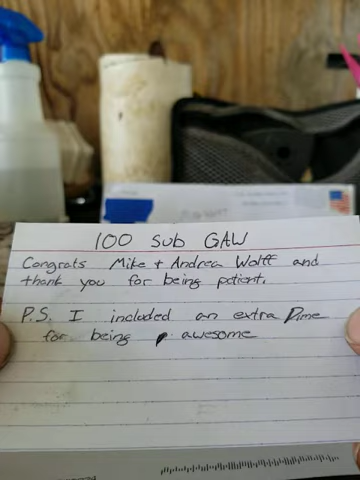 100 Sub GAW
Congrats Mike + Andrea Wolff and
thank you for being patient.
P.S. I included an extra Dime
for being awesome